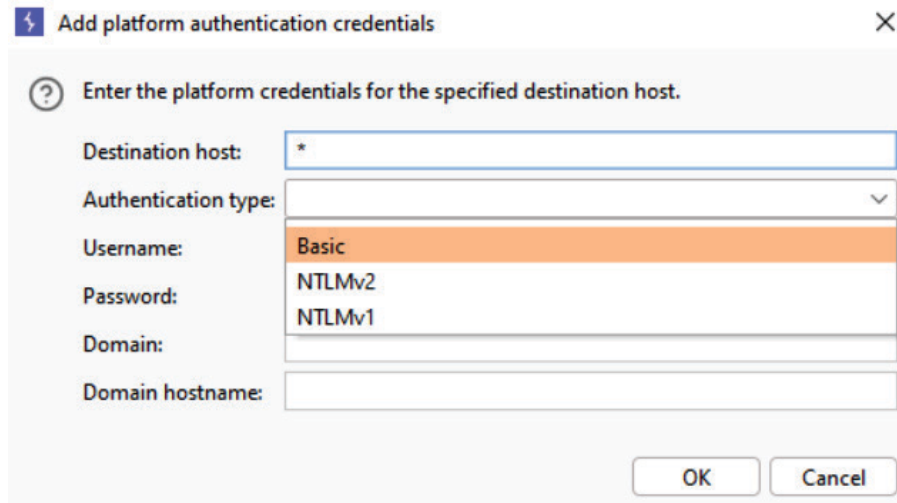 Add platform authentication credentials
Enter the platform credentials for the specified destination host.
Destination host: *
Authentication type:
Username: Basic
NTLMv2
Password:
NTLMv1
Domain:
Domain hostname:
OK Cancel